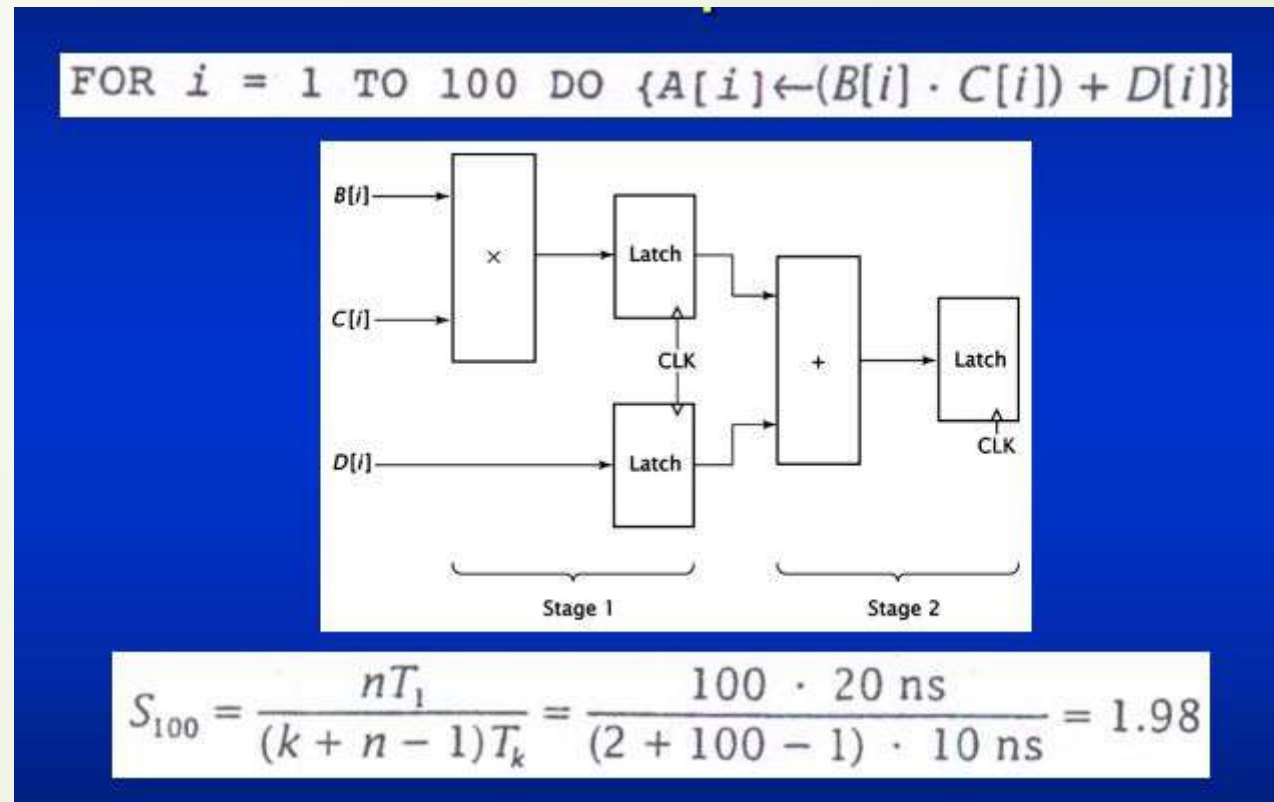 FOR i = 1 TO 100 DO {A[i]←(B[i] · C[i]) + D[i]}
B[i]
×
Latch
C[i]
CLK
+
Latch
D[i]
Latch
CLK
Stage 1
Stage 2
S₁₀₀ = nT₁ / (k + n − 1)Tₖ = 100 · 20 ns / (2 + 100 − 1) · 10 ns = 1.98